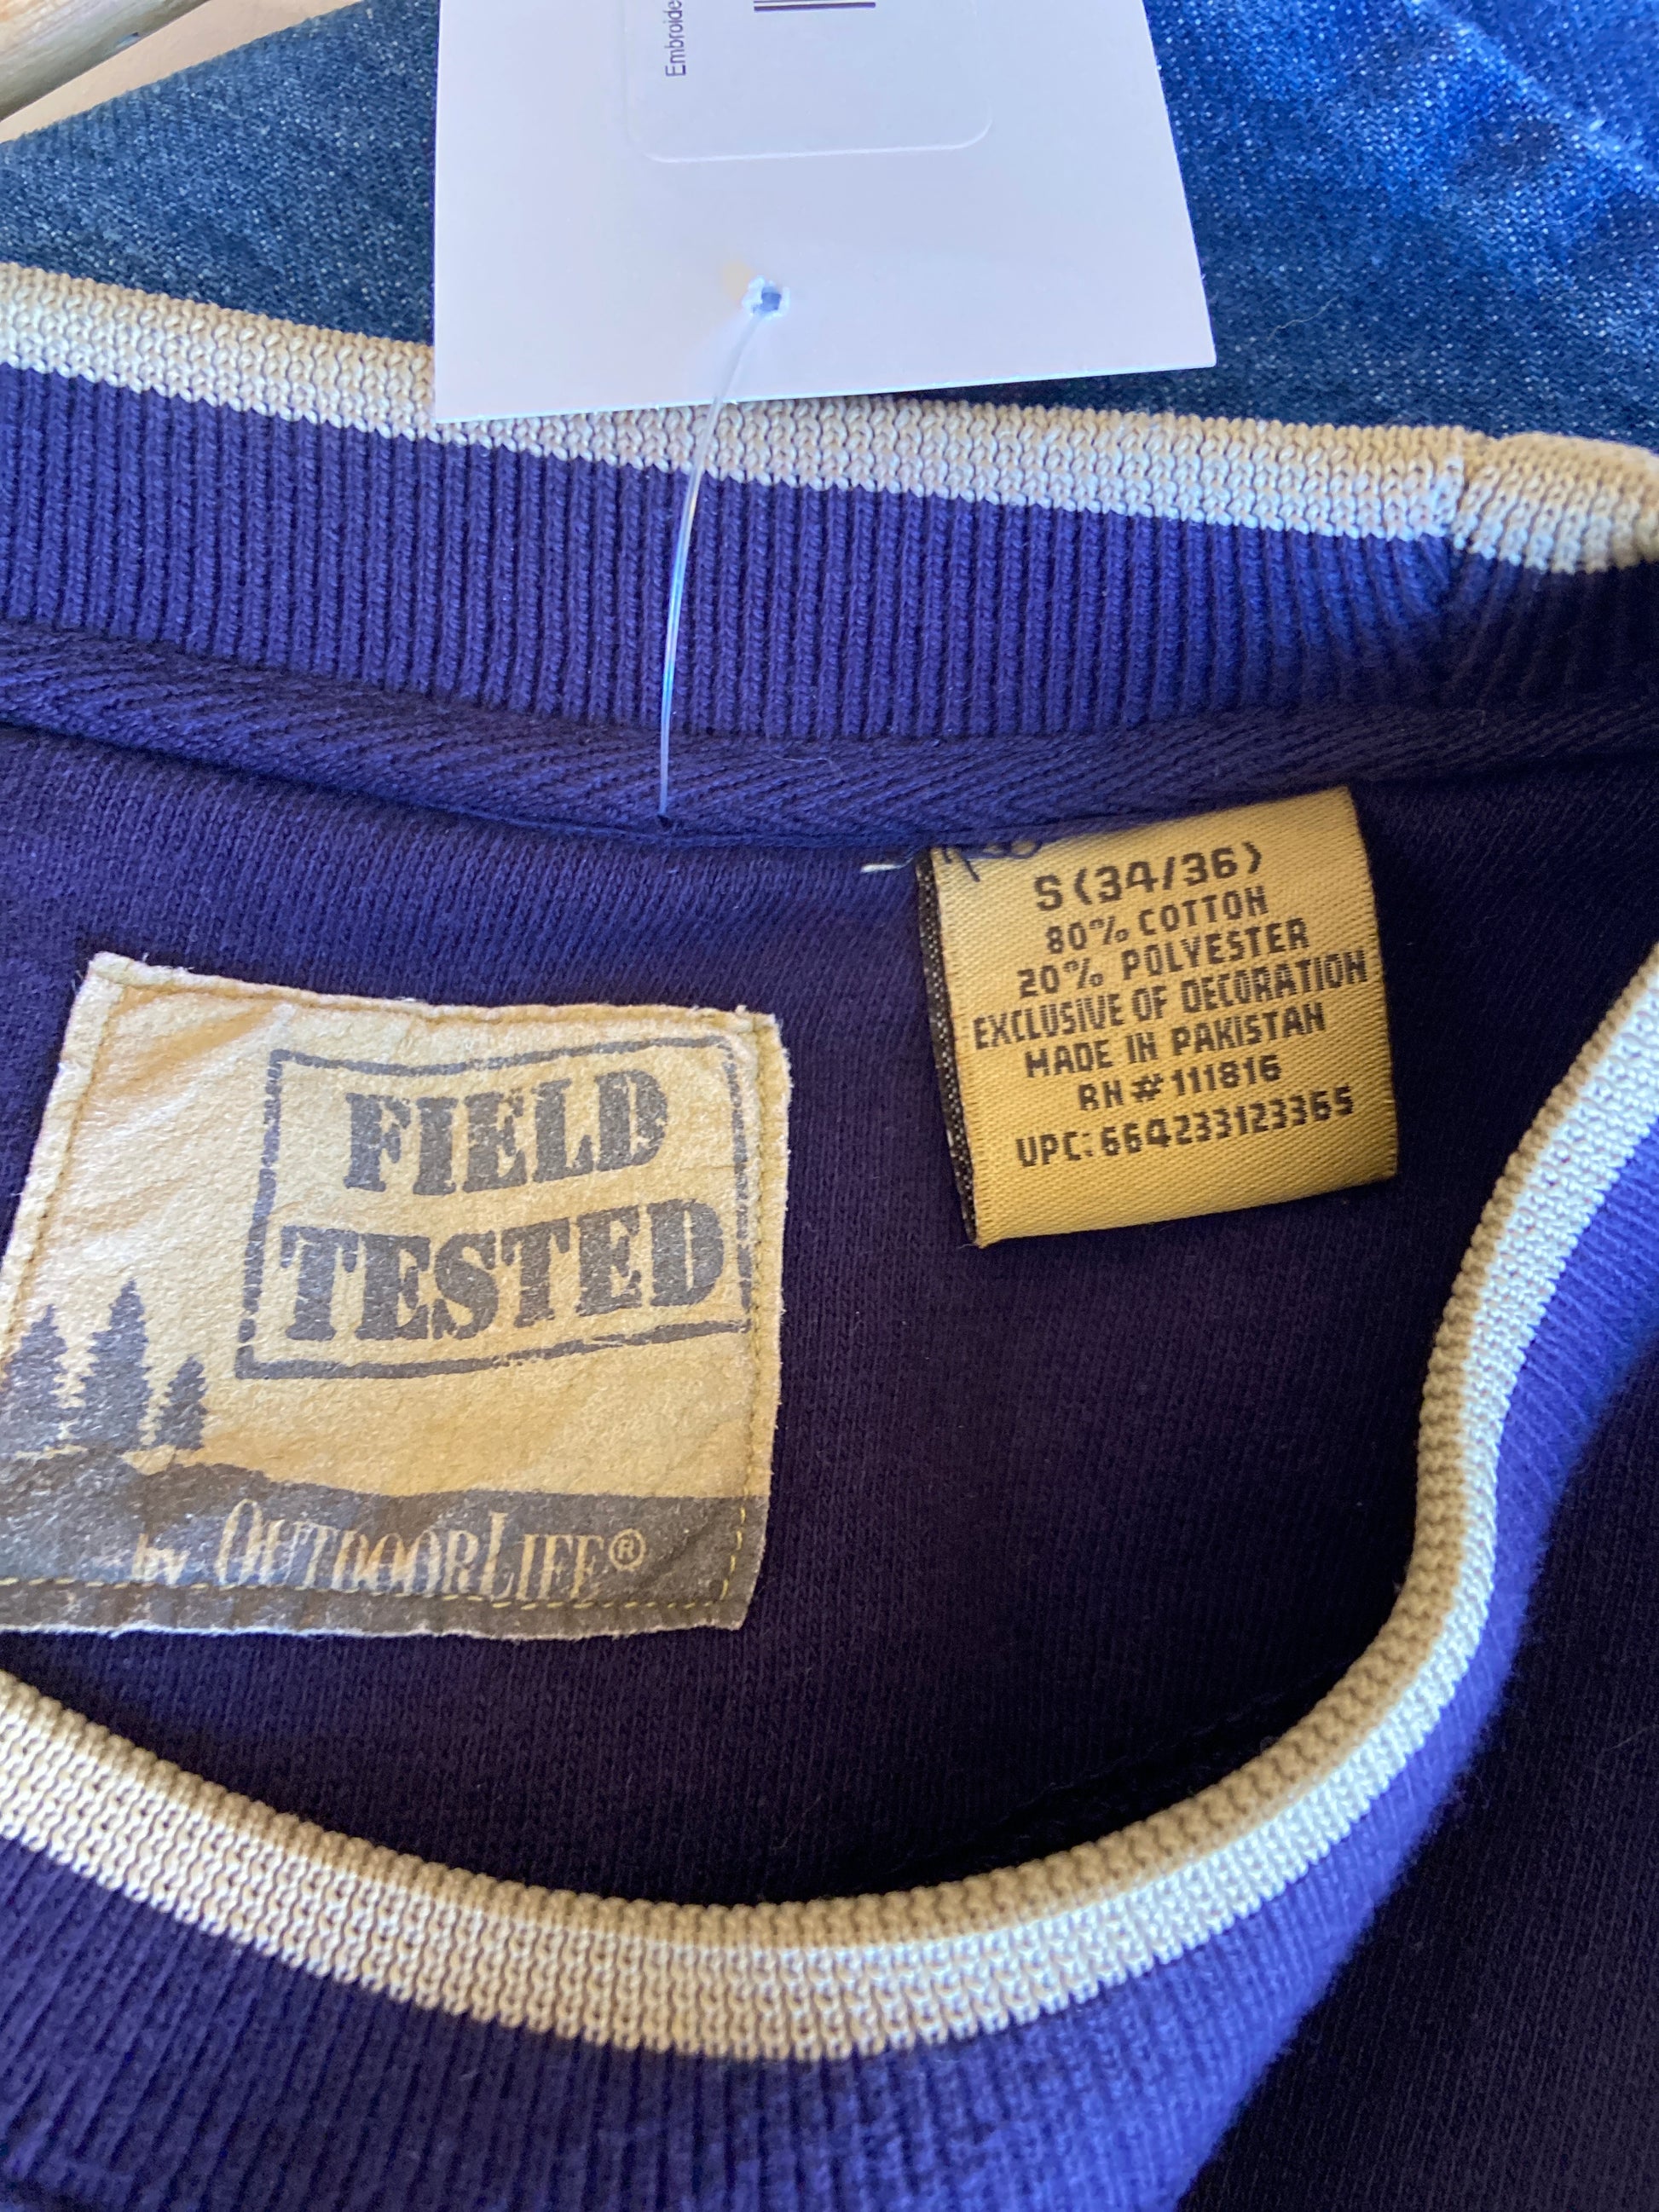 Embroide
S(34/36)
80% COTTON
20% POLYESTER
EXCLUSIVE OF DECORATION
MADE IN PAKISTAN
RN#111816
UPC:664233123365
FIELD
TESTED
by OUTDOORLIFE®